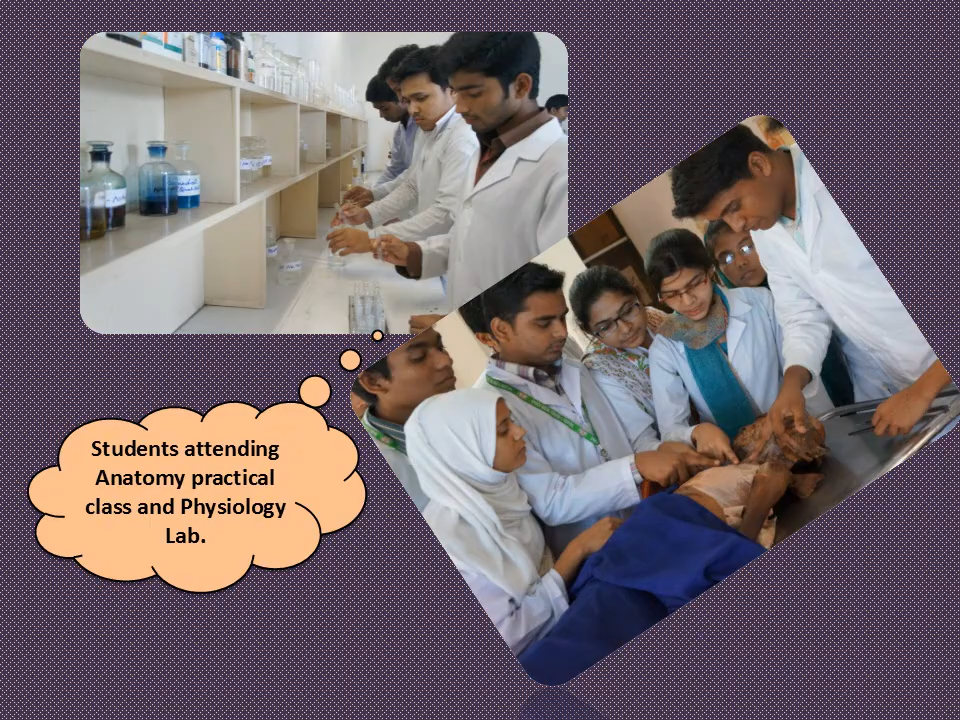 Students attending
Anatomy practical
class and Physiology
Lab.